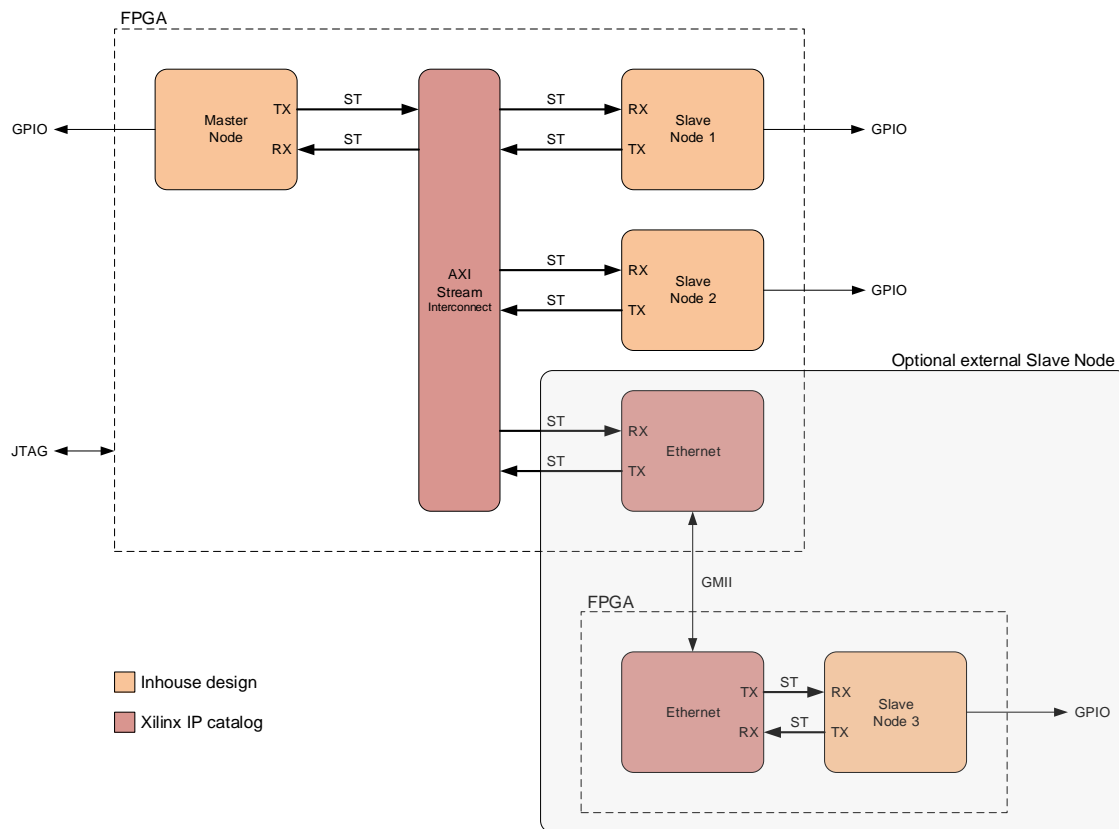 FPGA
Master
Node
TX
RX
GPIO
ST
ST
AXI
Stream
Interconnect
ST
ST
RX
TX
Slave
Node 1
GPIO
ST
ST
RX
TX
Slave
Node 2
GPIO
JTAG
Optional external Slave Node
ST
ST
RX
TX
Ethernet
GMII
FPGA
Ethernet
TX
RX
ST
ST
RX
TX
Slave
Node 3
GPIO
Inhouse design
Xilinx IP catalog